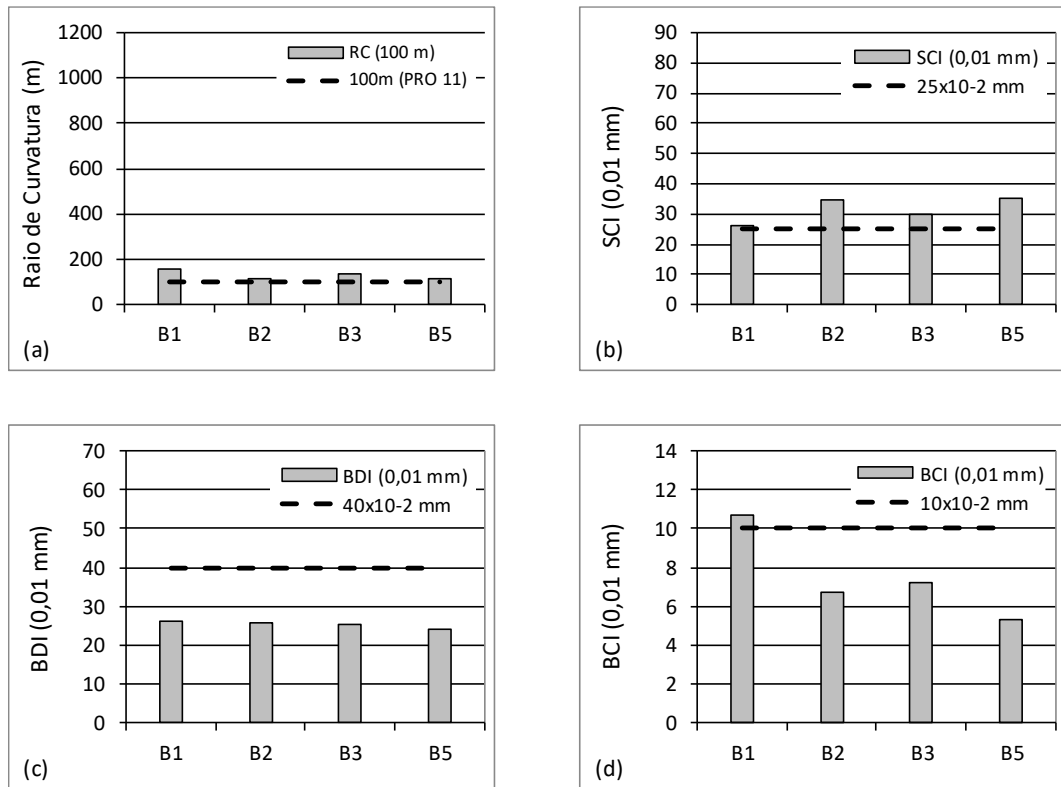 1200
1000
800
600
400
200
0
Raio de Curvatura (m)
RC (100 m)
100m (PRO 11)
B1 B2 B3 B5
(a)
90
80
70
60
50
40
30
20
10
0
SCI (0,01 mm)
SCI (0,01 mm)
25x10-2 mm
B1 B2 B3 B5
(b)
70
60
50
40
30
20
10
0
BDI (0,01 mm)
BDI (0,01 mm)
40x10-2 mm
B1 B2 B3 B5
(c)
14
12
10
8
6
4
2
0
BCI (0,01 mm)
BCI (0,01 mm)
10x10-2 mm
B1 B2 B3 B5
(d)